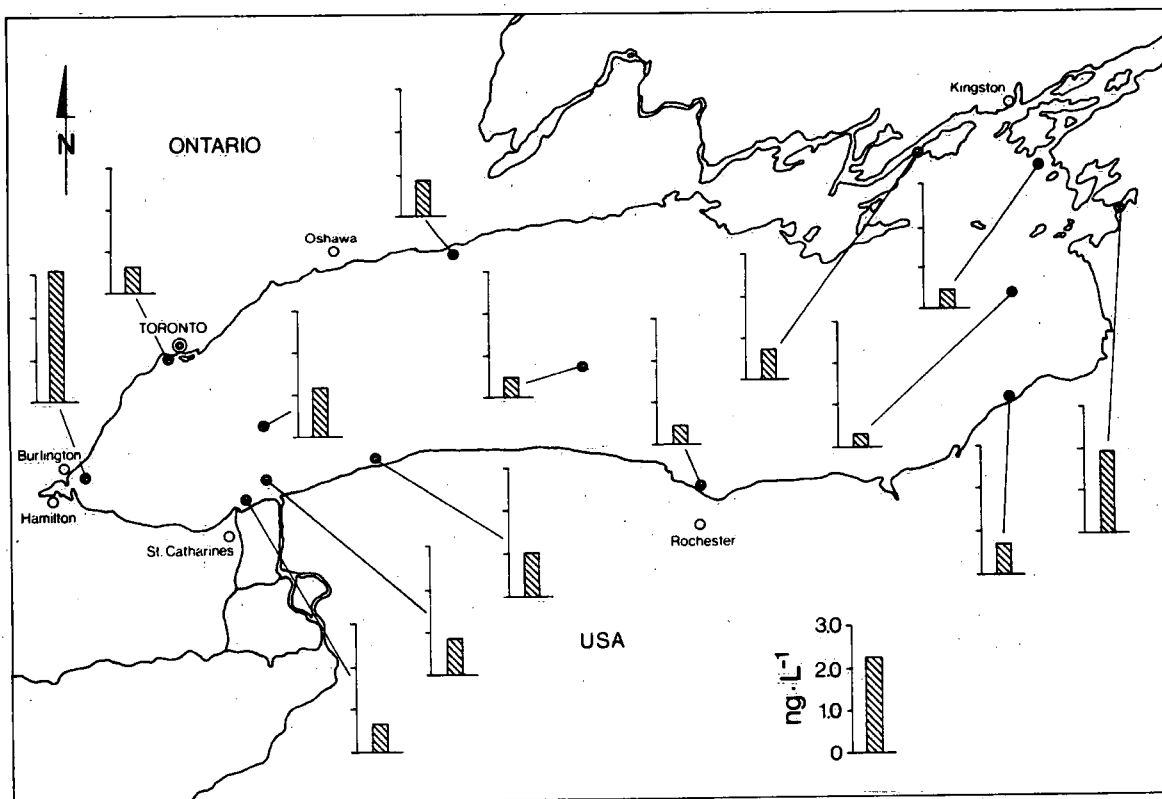 Kingston
N
ONTARIO
Oshawa
TORONTO
Burlington
Hamilton
St. Catharines
Rochester
USA
3.0
2.0
1.0
0
ng·L⁻¹